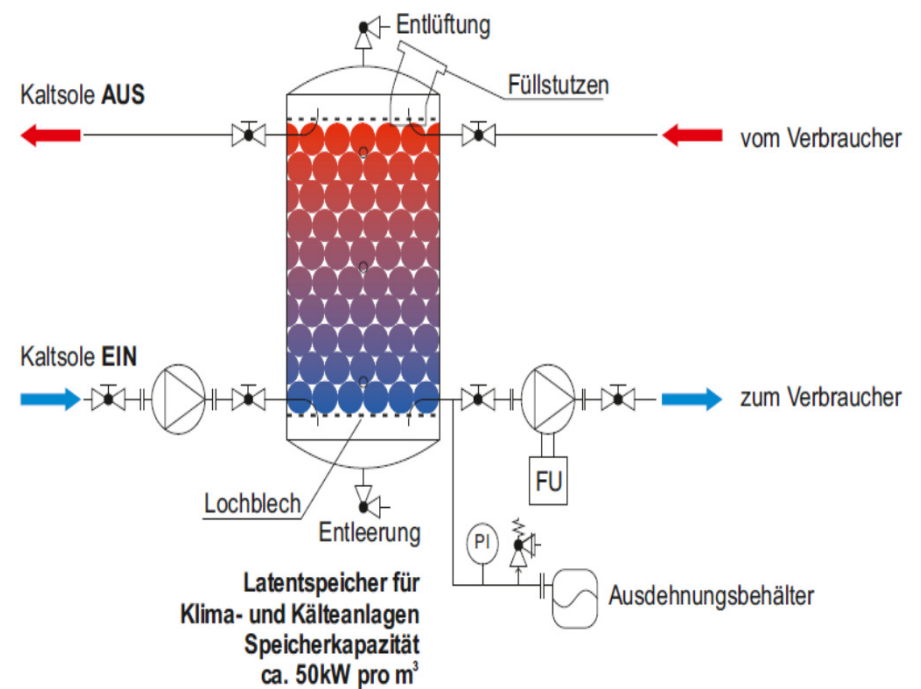 Entlüftung
Füllstutzen
Kaltsole AUS
vom Verbraucher
Kaltsole EIN
zum Verbraucher
FU
Lochblech
Entleerung
PI
Ausdehnungsbehälter
Latentspeicher für
Klima- und Kälteanlagen
Speicherkapazität
ca. 50kW pro m³